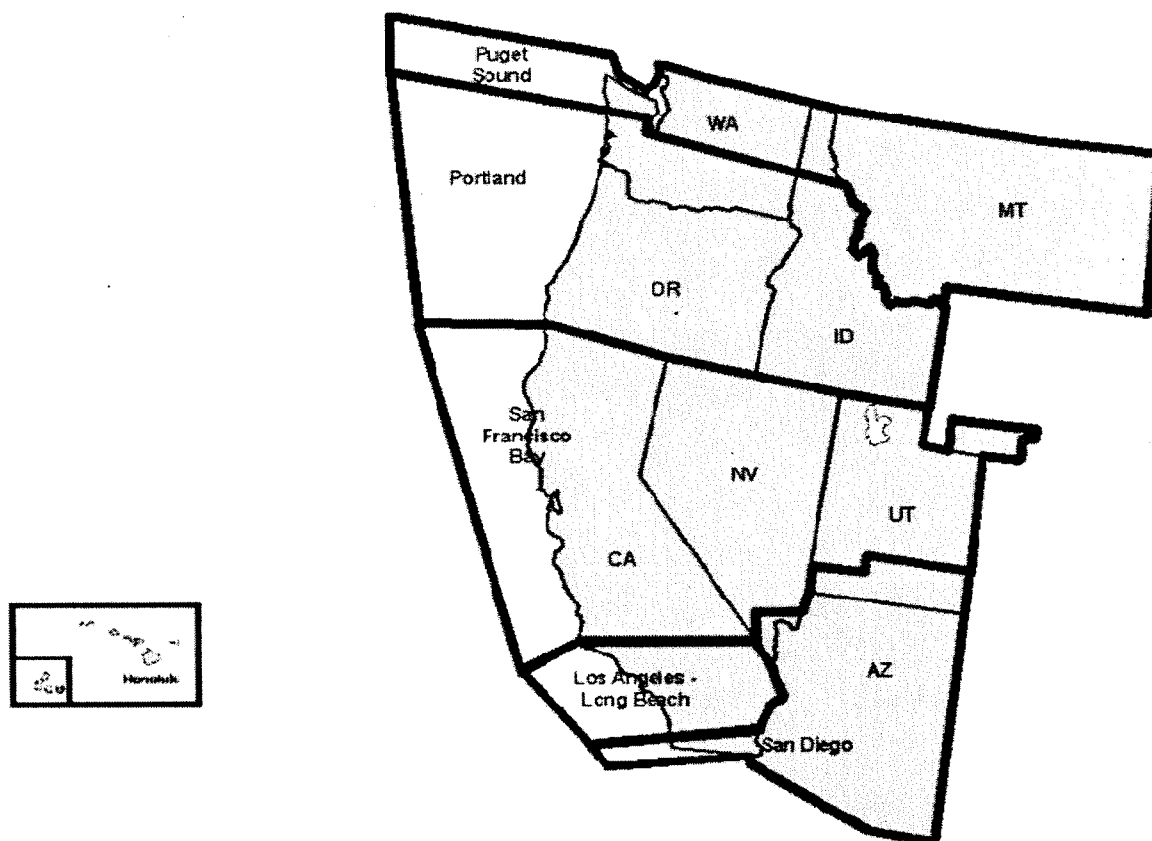 Puget
Sound
WA
Portland
MT
DR
ID
San
Francisco
Bay
NV
UT
CA
Los Angeles -
Long Beach
AZ
San Diego
Honolulu